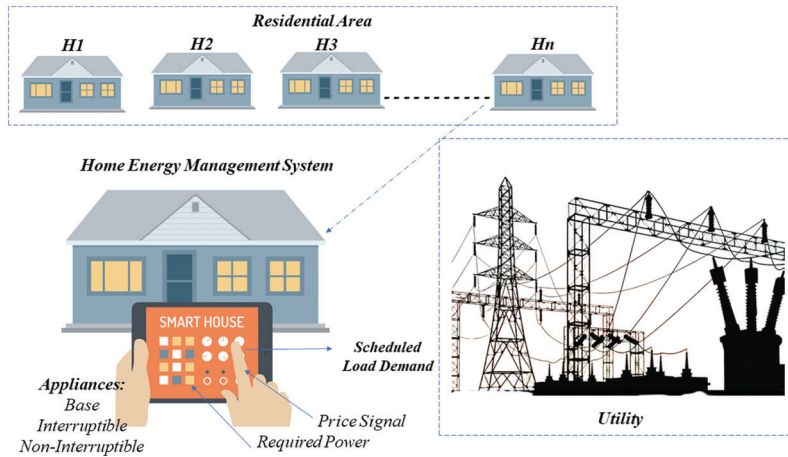 Residential Area
H1
H2
H3
Hn
Home Energy Management System
SMART HOUSE
Scheduled
Load Demand
Appliances:
Base
Interruptible
Non-Interruptible
Price Signal
Required Power
Utility